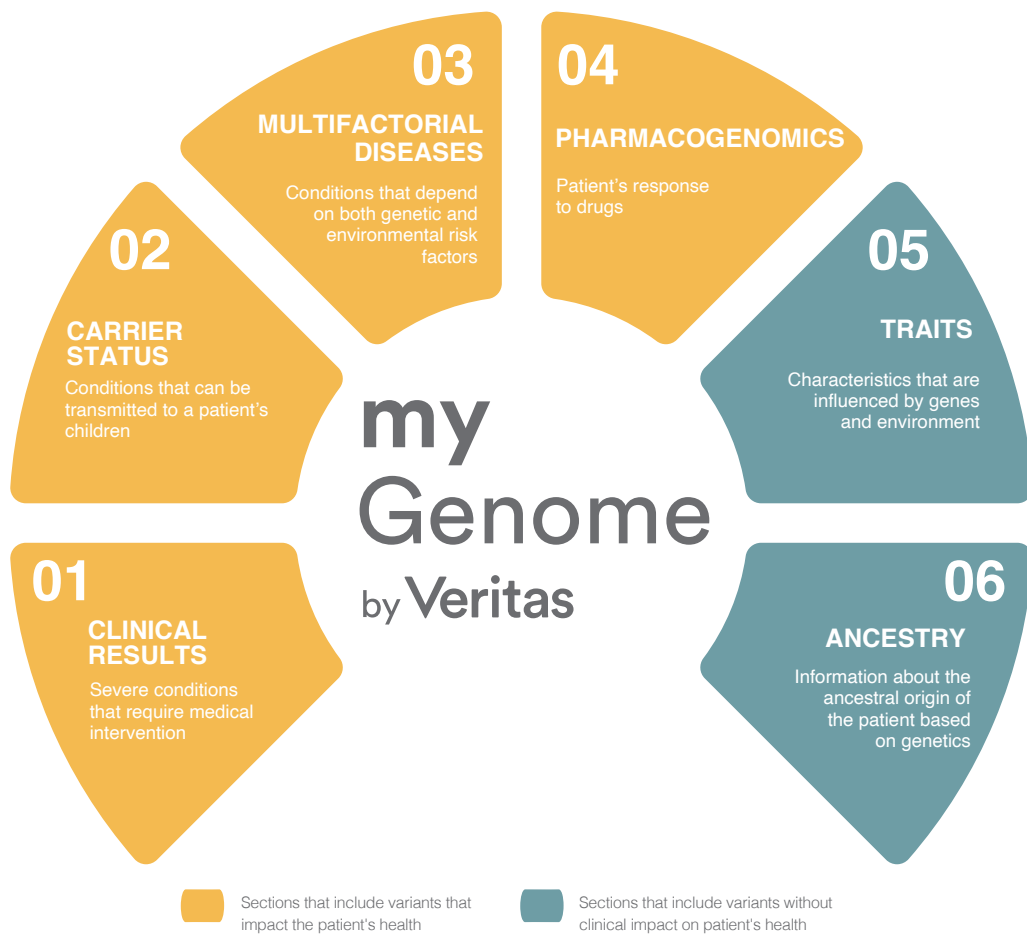 01
CLINICAL
RESULTS
Severe conditions
that require medical
intervention
02
CARRIER
STATUS
Conditions that can be
transmitted to a patient's
children
03
MULTIFACTORIAL
DISEASES
Conditions that depend
on both genetic and
environmental risk
factors
04
PHARMACOGENOMICS
Patient's response
to drugs
05
TRAITS
Characteristics that are
influenced by genes
and environment
06
ANCESTRY
Information about the
ancestral origin of
the patient based
on genetics
my
Genome
by Veritas
Sections that include variants that
impact the patient's health
Sections that include variants without
clinical impact on patient's health